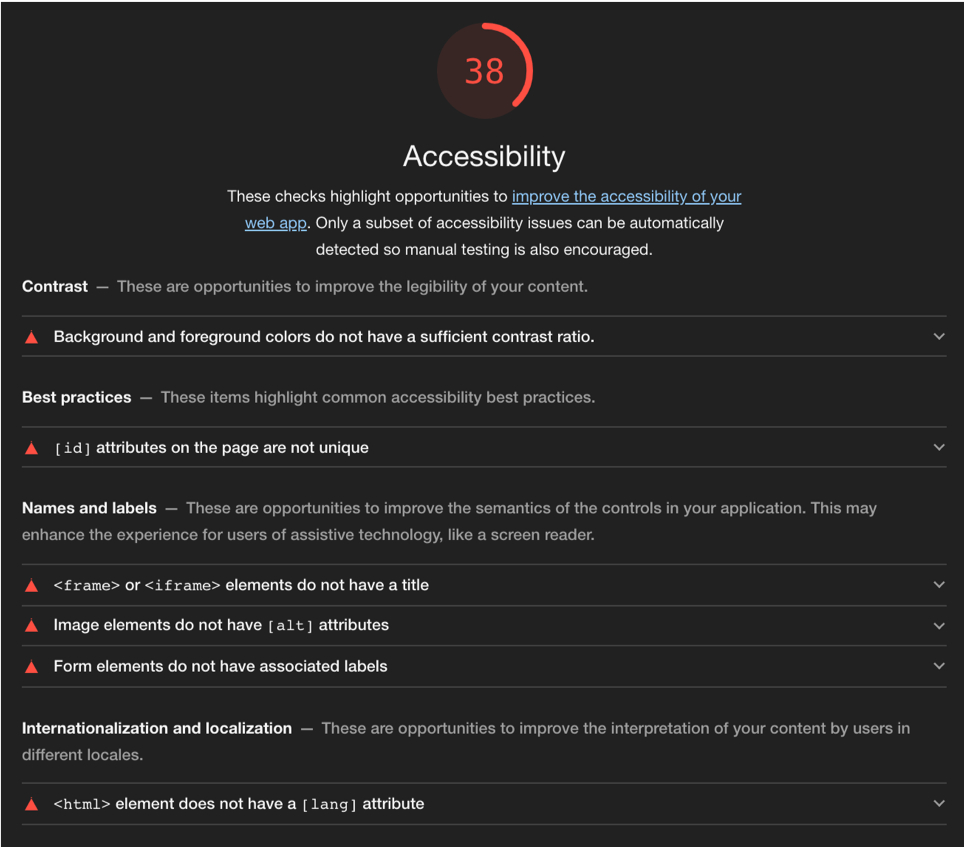 38
Accessibility
These checks highlight opportunities to improve the accessibility of your
web app. Only a subset of accessibility issues can be automatically
detected so manual testing is also encouraged.
Contrast — These are opportunities to improve the legibility of your content.
Background and foreground colors do not have a sufficient contrast ratio.
Best practices — These items highlight common accessibility best practices.
[id] attributes on the page are not unique
Names and labels — These are opportunities to improve the semantics of the controls in your application. This may
enhance the experience for users of assistive technology, like a screen reader.
<frame> or <iframe> elements do not have a title
Image elements do not have [alt] attributes
Form elements do not have associated labels
Internationalization and localization — These are opportunities to improve the interpretation of your content by users in
different locales.
<html> element does not have a [lang] attribute